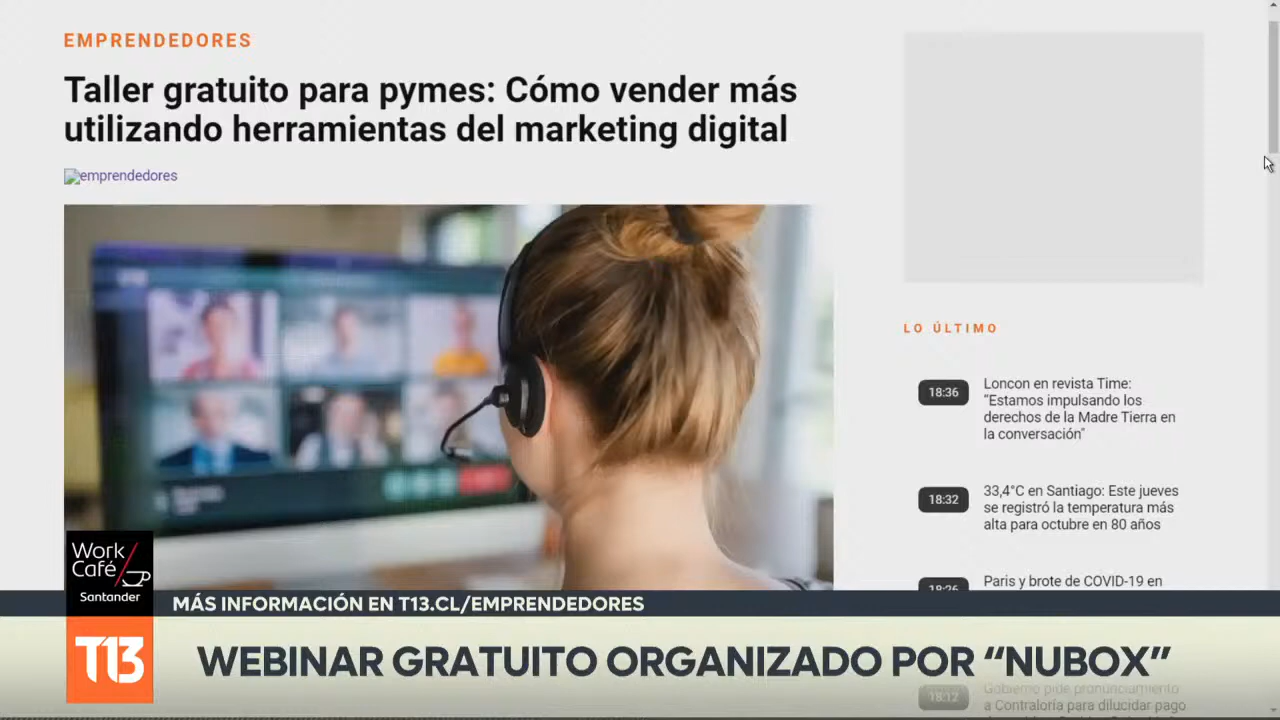 EMPRENDEDORES
Taller gratuito para pymes: Cómo vender más
utilizando herramientas del marketing digital
emprendedores
LO ÚLTIMO
18:36
Loncon en revista Time:
"Estamos impulsando los
derechos de la Madre Tierra en
la conversación"
18:32
33,4°C en Santiago: Este jueves
se registró la temperatura más
alta para octubre en 80 años
18:26
Paris y brote de COVID-19 en
Work/
Café
Santander
MÁS INFORMACIÓN EN T13.CL/EMPRENDEDORES
T13
WEBINAR GRATUITO ORGANIZADO POR “NUBOX”
18:12
Gobierno pide pronunciamiento
a Contraloría para dilucidar pago